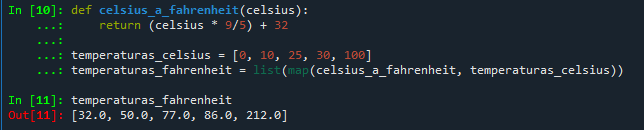 In [10]: def celsius_a_fahrenheit(celsius):
    ...:     return (celsius * 9/5) + 32
    ...:
    ...: temperaturas_celsius = [0, 10, 25, 30, 100]
    ...: temperaturas_fahrenheit = list(map(celsius_a_fahrenheit, temperaturas_celsius))
In [11]: temperaturas_fahrenheit
Out[11]: [32.0, 50.0, 77.0, 86.0, 212.0]